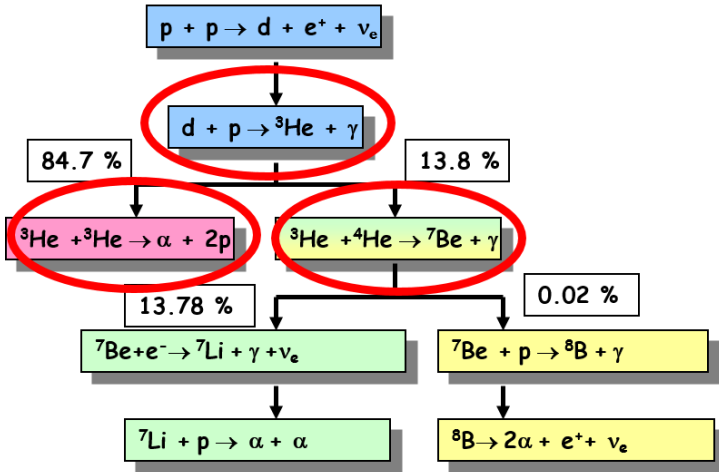 p + p → d + e⁺ + νₑ
d + p → ³He + γ
84.7 %
13.8 %
³He +³He → α + 2p
³He +⁴He → ⁷Be + γ
13.78 %
0.02 %
⁷Be+e⁻→ ⁷Li + γ +νₑ
⁷Be + p → ⁸B + γ
⁷Li + p → α + α
⁸B→ 2α + e⁺+ νₑ